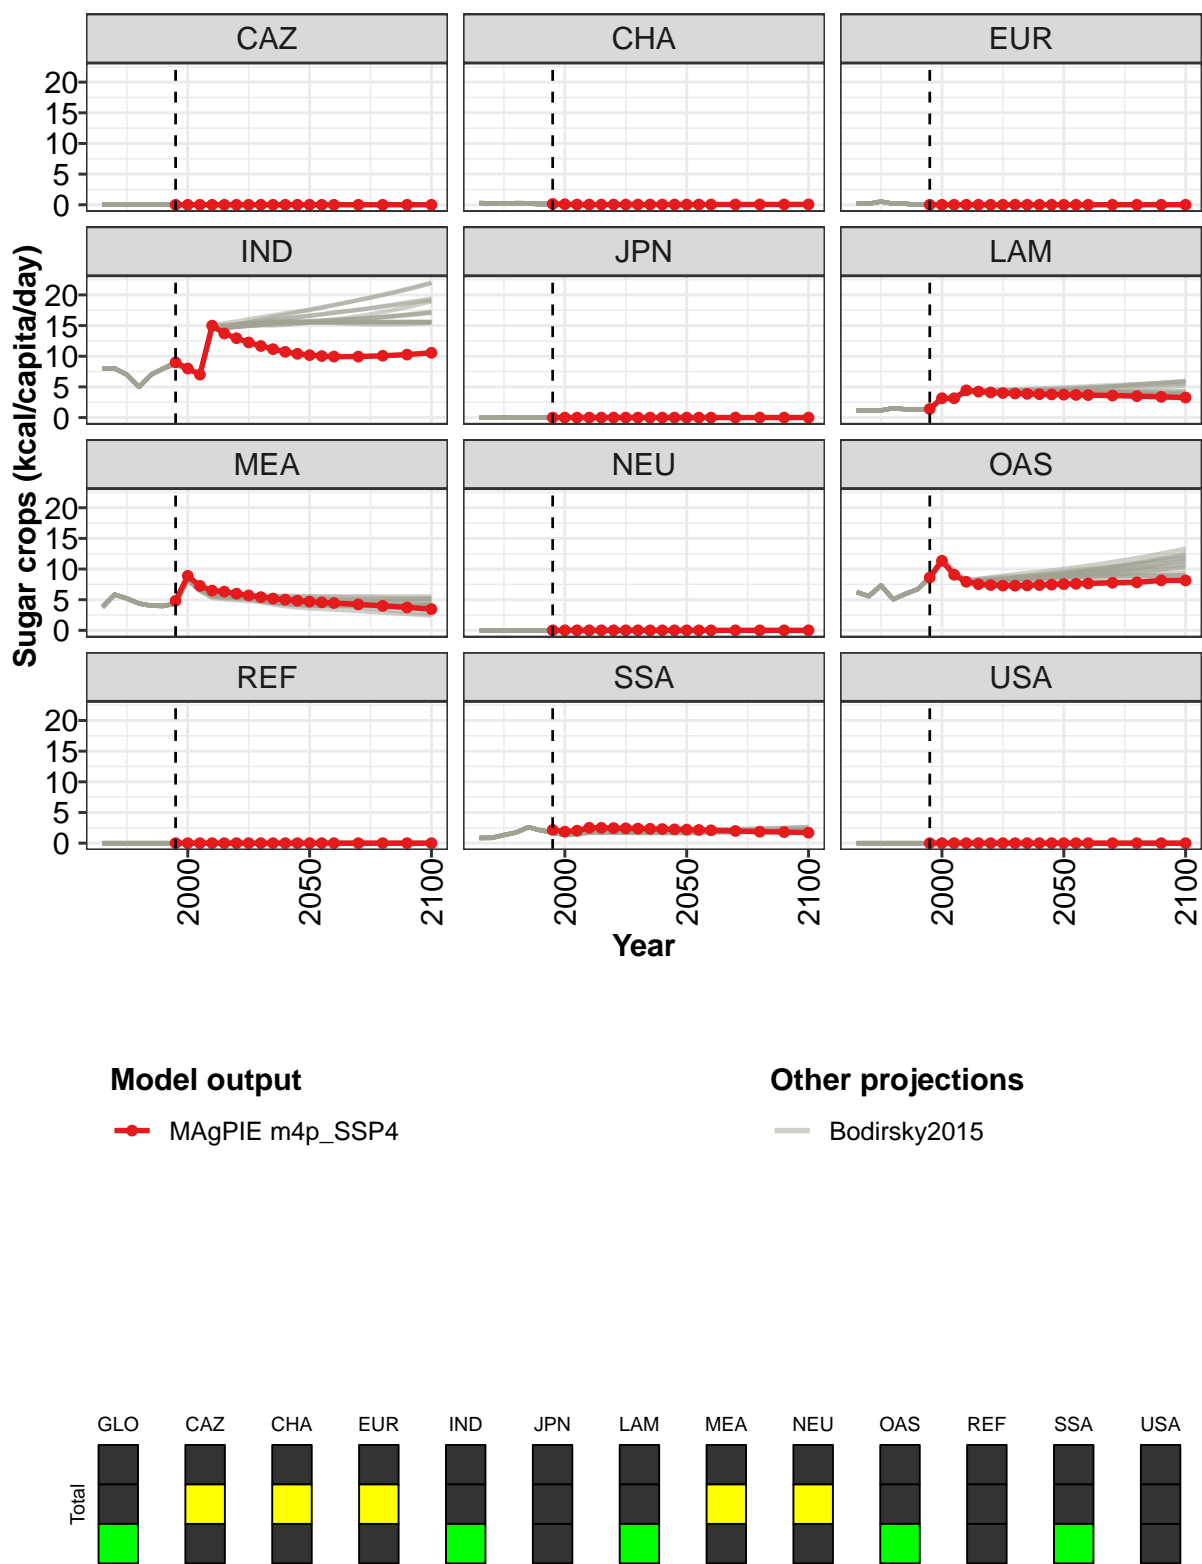 CAZ CHA EUR
20
15
10
5
0
IND JPN LAM
20
15
10
5
0
MEA NEU OAS
20
15
10
5
0
REF SSA USA
20
15
10
5
0
2000 2050 2100 2000 2050 2100 2000 2050 2100
Year
Sugar crops (kcal/capita/day)
Model output
MAgPIE m4p_SSP4
Other projections
Bodirsky2015
GLO CAZ CHA EUR IND JPN LAM MEA NEU OAS REF SSA USA
Total